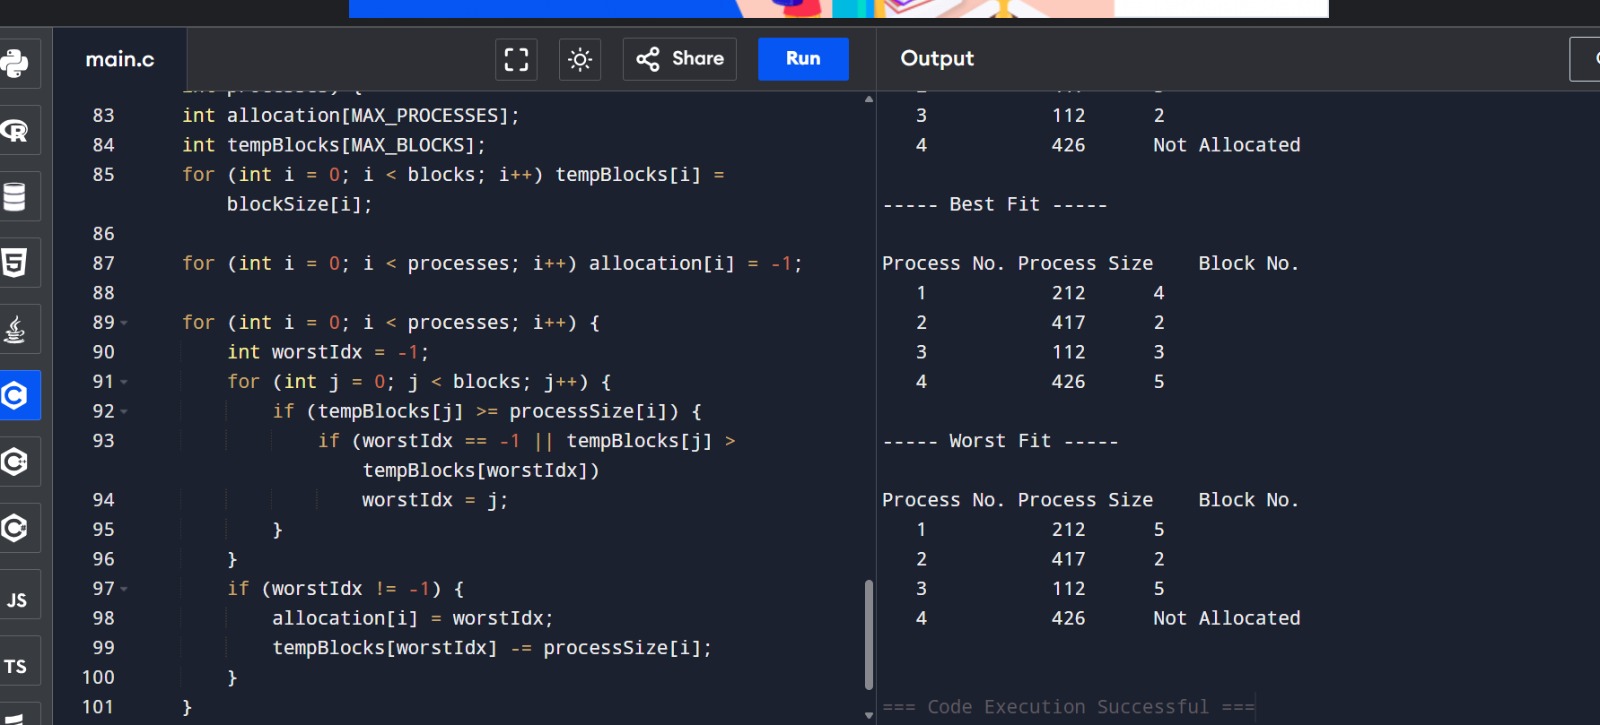 main.c
Share
Run
Output
83 int allocation[MAX_PROCESSES];
84 int tempBlocks[MAX_BLOCKS];
85 for (int i = 0; i < blocks; i++) tempBlocks[i] =
blockSize[i];
86
87 for (int i = 0; i < processes; i++) allocation[i] = -1;
88
89 for (int i = 0; i < processes; i++) {
90 int worstIdx = -1;
91 for (int j = 0; j < blocks; j++) {
92 if (tempBlocks[j] >= processSize[i]) {
93 if (worstIdx == -1 || tempBlocks[j] >
tempBlocks[worstIdx])
94 worstIdx = j;
95 }
96 }
97 if (worstIdx != -1) {
98 allocation[i] = worstIdx;
99 tempBlocks[worstIdx] -= processSize[i];
100 }
101 }
3 112 2
4 426 Not Allocated
----- Best Fit -----
Process No. Process Size Block No.
1 212 4
2 417 2
3 112 3
4 426 5
----- Worst Fit -----
Process No. Process Size Block No.
1 212 5
2 417 2
3 112 5
4 426 Not Allocated
=== Code Execution Successful ===
JS
TS